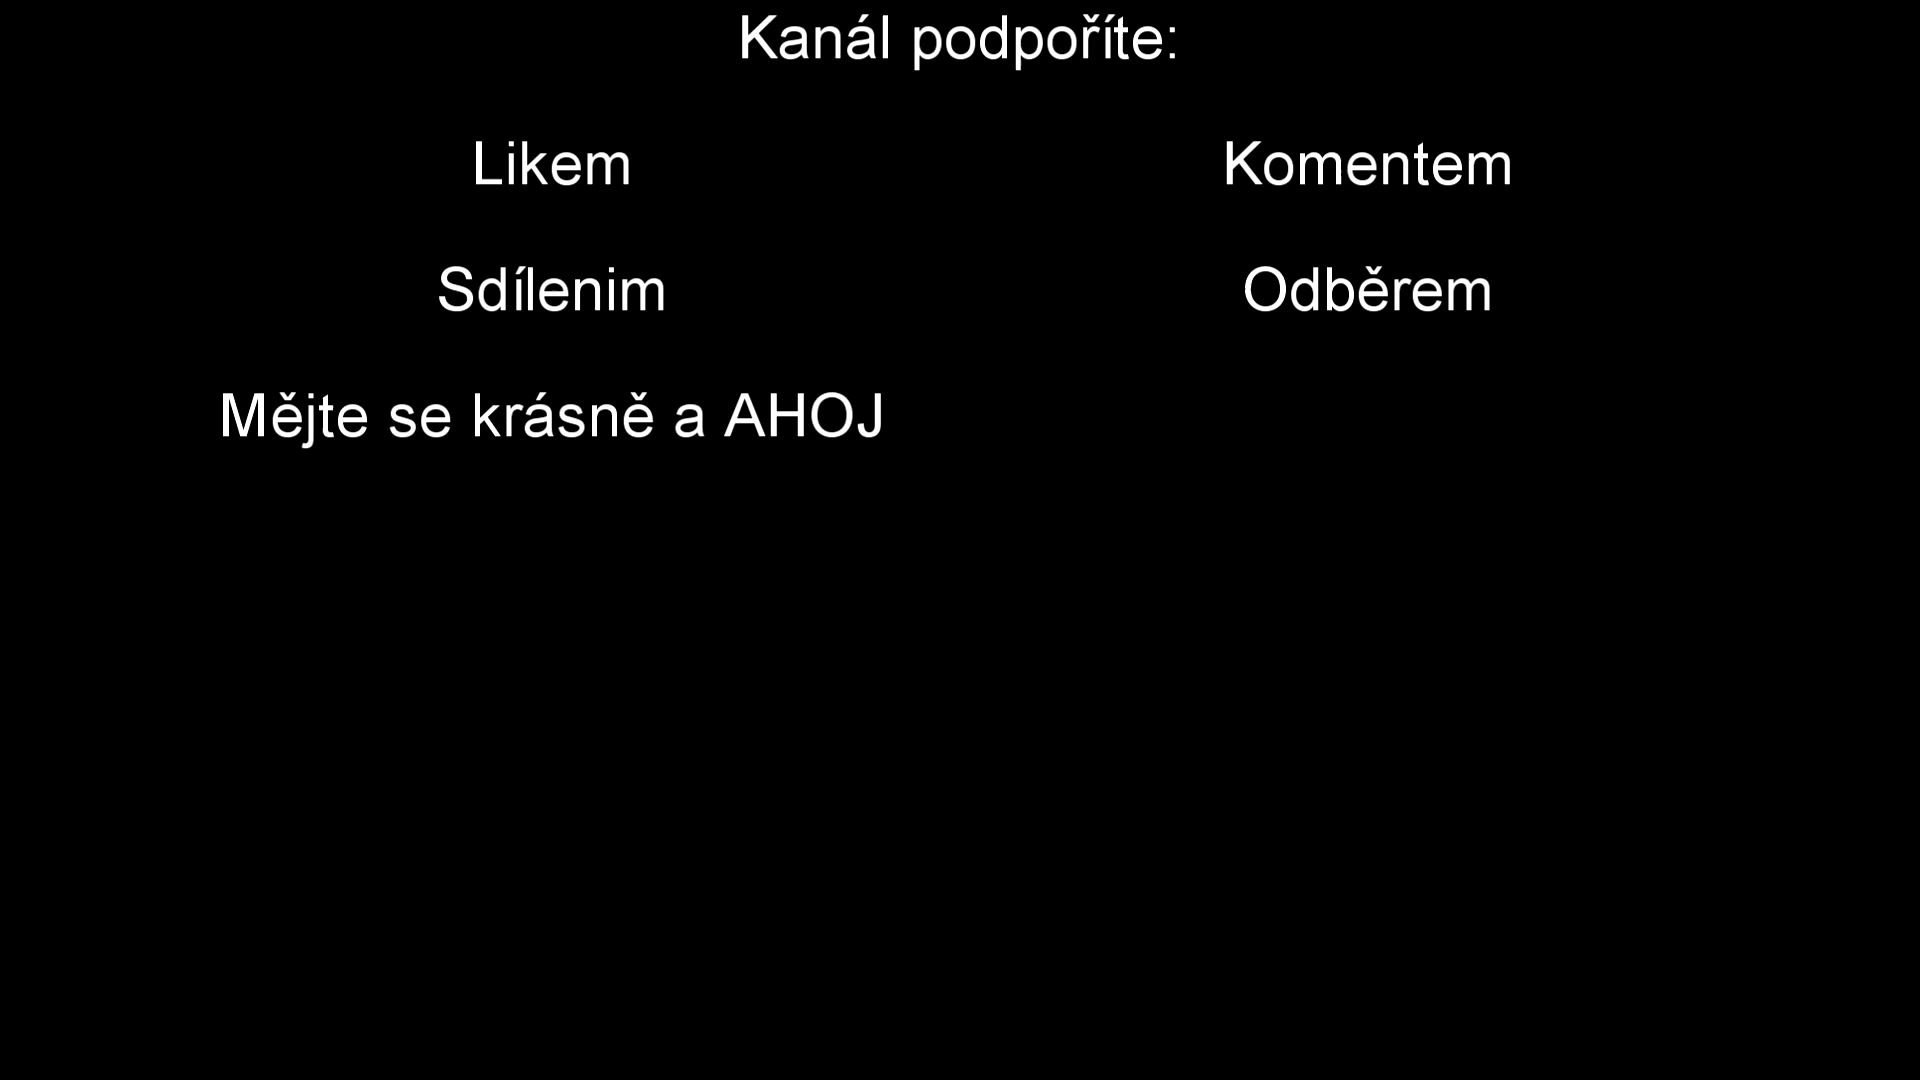 Kanál podpoříte:
Likem Komentem
Sdílenim Odběrem
Mějte se krásně a AHOJ